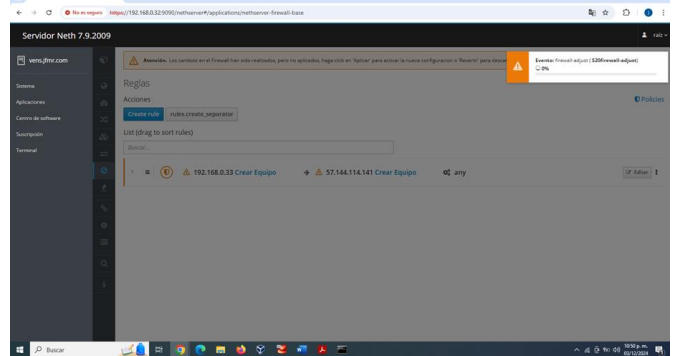 No es seguro https://192.168.0.32:9090/nethserver#/applications/nethserver-firewall-base
Servidor Neth 7.9.2009
raíz
vens.jfmr.com
Atención. Los cambios en el Firewall han sido realizados, pero no aplicados, haga click en 'Aplicar' para activar la nueva configuracion o 'Revertir' para descar
Evento: firewall-adjust ( S20firewall-adjust)
0%
Sistema
Reglas
Aplicaciones
Acciones
Policies
Centro de software
Create rule
rules.create_separator
Suscripción
List (drag to sort rules)
Terminal
Buscar...
1
192.168.0.33 Crear Equipo
57.144.114.141 Crear Equipo
any
Editar
Buscar
10:50 p. m.
03/12/2024